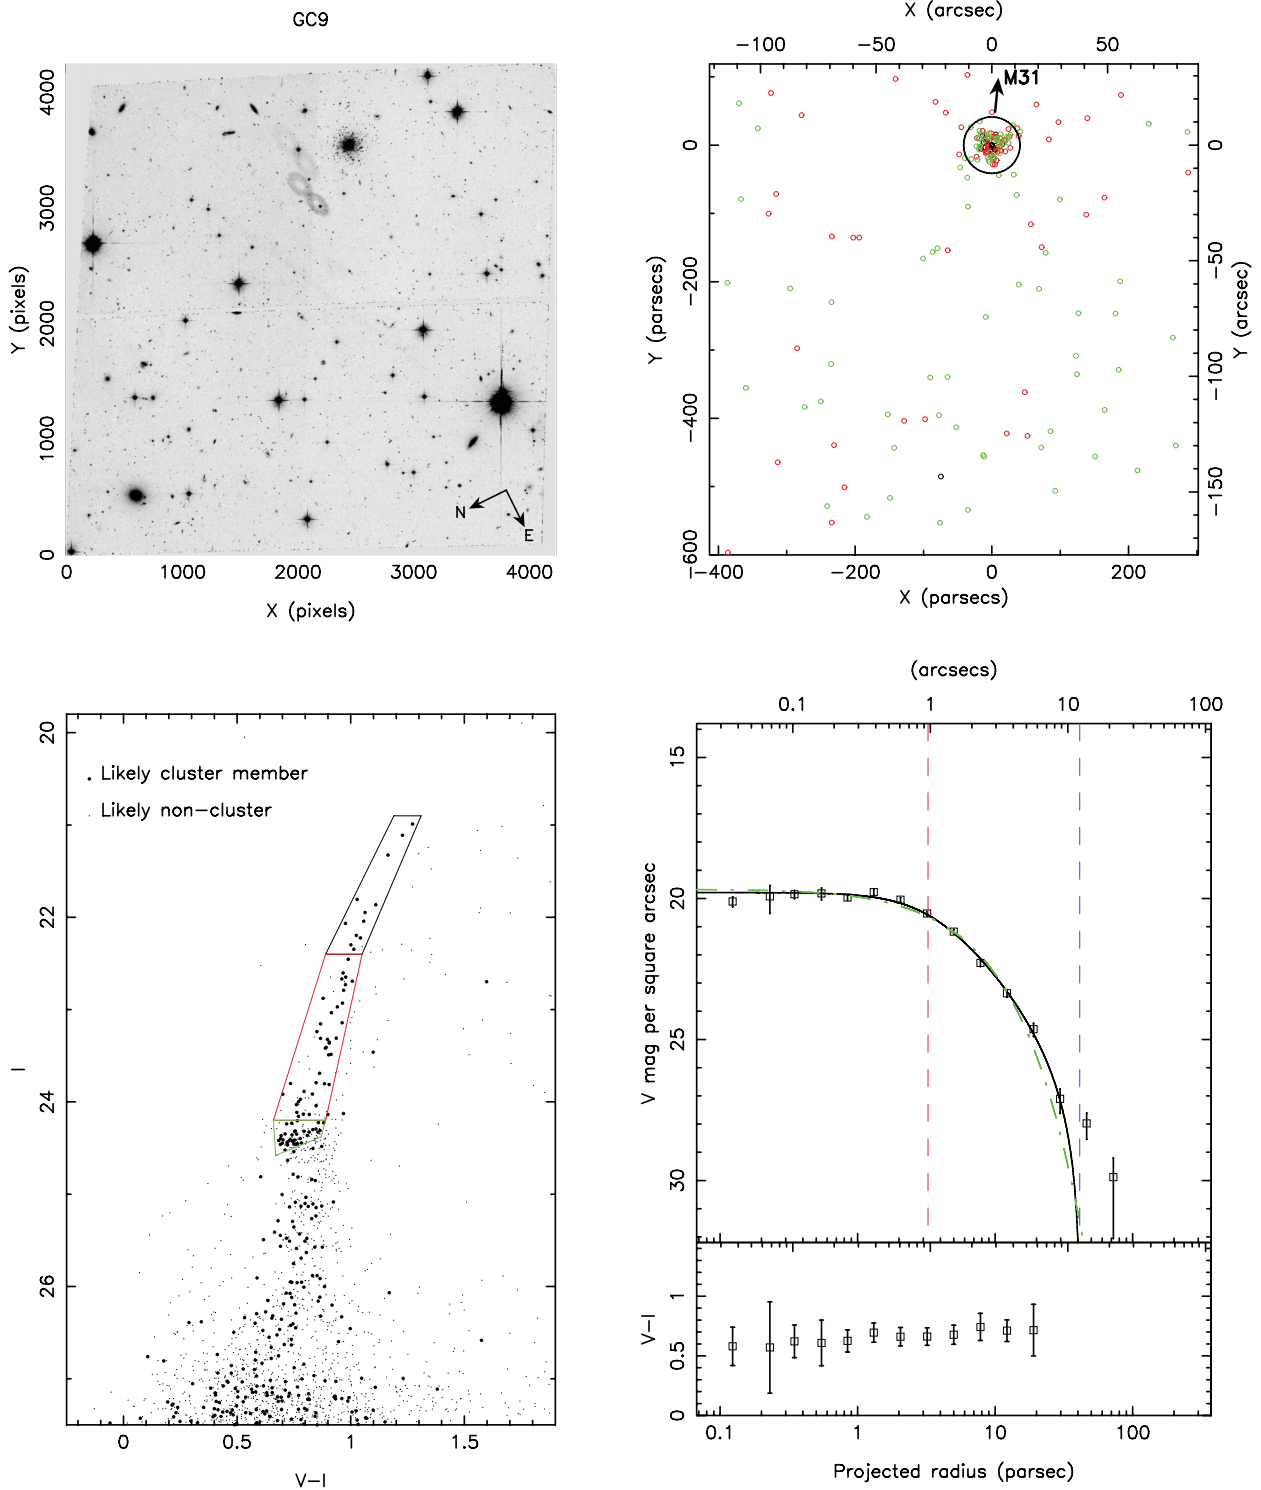 GC9
4000
3000
2000
1000
0
Y (pixels)
N
E
0 1000 2000 3000 4000
X (pixels)
X (arcsec)
−100 −50 0 50
M31
0
−200
−400
−600
Y (parsecs)
0
−50
−100
−150
Y (arcsec)
−400 −200 0 200
X (parsecs)
20
22
24
26
I
Likely cluster member
Likely non−cluster
0 0.5 1 1.5
V−I
(arcsecs)
0.1 1 10 100
15
20
25
30
V mag per square arcsec
1
0.5
0
V−I
0.1 1 10 100
Projected radius (parsec)